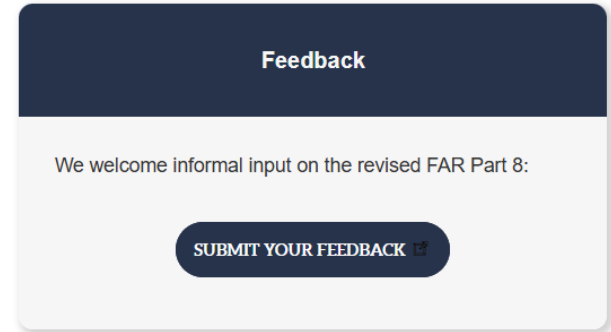 Feedback
We welcome informal input on the revised FAR Part 8:
SUBMIT YOUR FEEDBACK